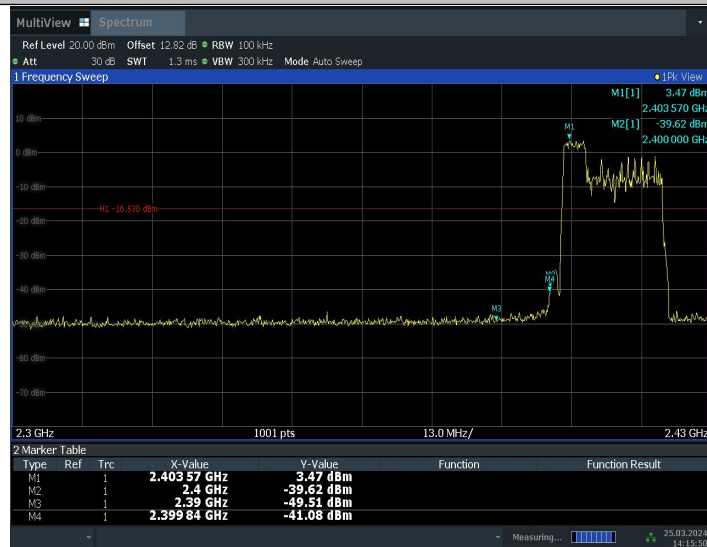 MultiView Spectrum
Ref Level 20.00 dBm Offset 12.82 dB RBW 100 kHz
Att 30 dB SWT 1.3 ms VBW 300 kHz Mode Auto Sweep
1 Frequency Sweep 1Pk View
M1[1] 3.47 dBm
2.403 570 GHz
M2[1] -39.62 dBm
2.400 000 GHz
10 dBm
M1
0 dBm
-10 dBm
H1 -16.530 dBm
-20 dBm
-30 dBm
M4
-40 dBm
M3
-60 dBm
-70 dBm
2.3 GHz 1001 pts 13.0 MHz/ 2.43 GHz
2 Marker Table
Type Ref Trc X-Value Y-Value Function Function Result
M1 1 2.403 57 GHz 3.47 dBm
M2 1 2.4 GHz -39.62 dBm
M3 1 2.39 GHz -49.51 dBm
M4 1 2.399 84 GHz -41.08 dBm
Measuring... 25.03.2024
14:15:50